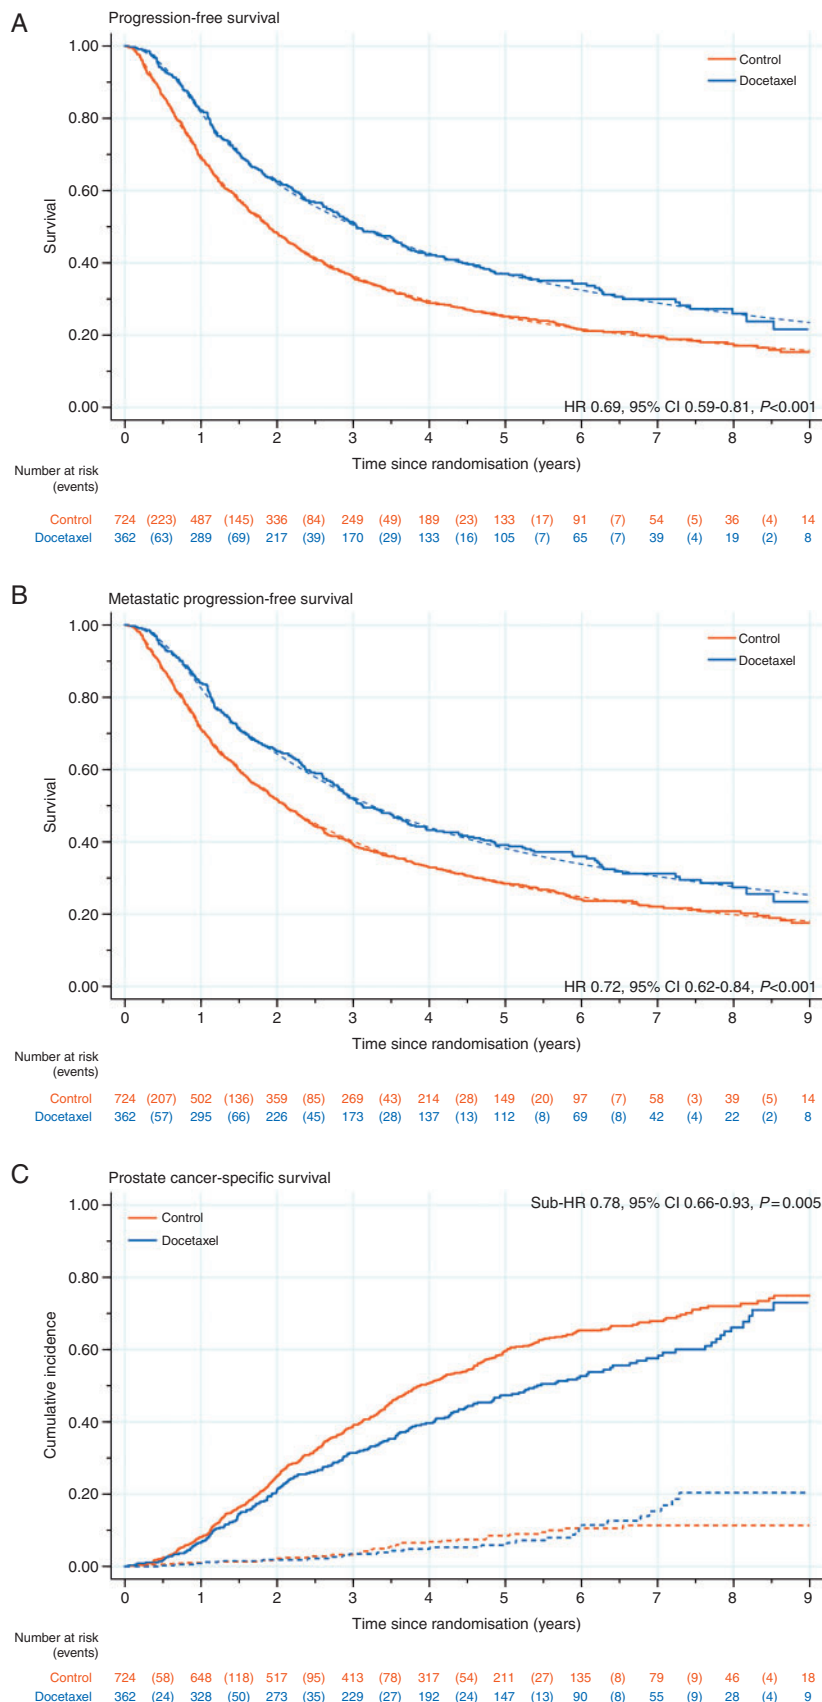 A
Progression-free survival
1.00
0.80
0.60
0.40
0.20
0.00
Survival
Control
Docetaxel
HR 0.69, 95% CI 0.59-0.81, P<0.001
0 1 2 3 4 5 6 7 8 9
Time since randomisation (years)
Number at risk
(events)
Control 724 (223) 487 (145) 336 (84) 249 (49) 189 (23) 133 (17) 91 (7) 54 (5) 36 (4) 14
Docetaxel 362 (63) 289 (69) 217 (39) 170 (29) 133 (16) 105 (7) 65 (7) 39 (4) 19 (2) 8
B
Metastatic progression-free survival
1.00
0.80
0.60
0.40
0.20
0.00
Survival
Control
Docetaxel
HR 0.72, 95% CI 0.62-0.84, P<0.001
0 1 2 3 4 5 6 7 8 9
Time since randomisation (years)
Number at risk
(events)
Control 724 (207) 502 (136) 359 (85) 269 (43) 214 (28) 149 (20) 97 (7) 58 (3) 39 (5) 14
Docetaxel 362 (57) 295 (66) 226 (45) 173 (28) 137 (13) 112 (8) 69 (8) 42 (4) 22 (2) 8
C
Prostate cancer-specific survival
Sub-HR 0.78, 95% CI 0.66-0.93, P=0.005
1.00
0.80
0.60
0.40
0.20
0.00
Cumulative incidence
Control
Docetaxel
0 1 2 3 4 5 6 7 8 9
Time since randomisation (years)
Number at risk
(events)
Control 724 (58) 648 (118) 517 (95) 413 (78) 317 (54) 211 (27) 135 (8) 79 (9) 46 (4) 18
Docetaxel 362 (24) 328 (50) 273 (35) 229 (27) 192 (24) 147 (13) 90 (8) 55 (9) 28 (4) 9